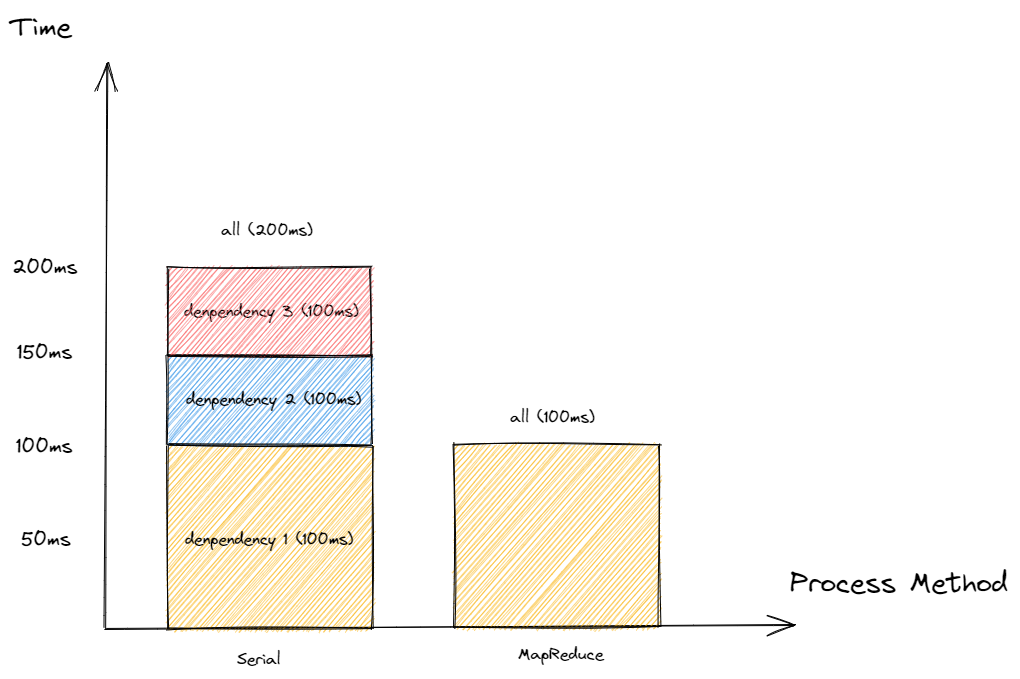 Time
all (200ms)
200ms
denpendency 3 (100ms)
150ms
denpendency 2 (100ms)
all (100ms)
100ms
denpendency 1 (100ms)
50ms
Process Method
Serial
MapReduce